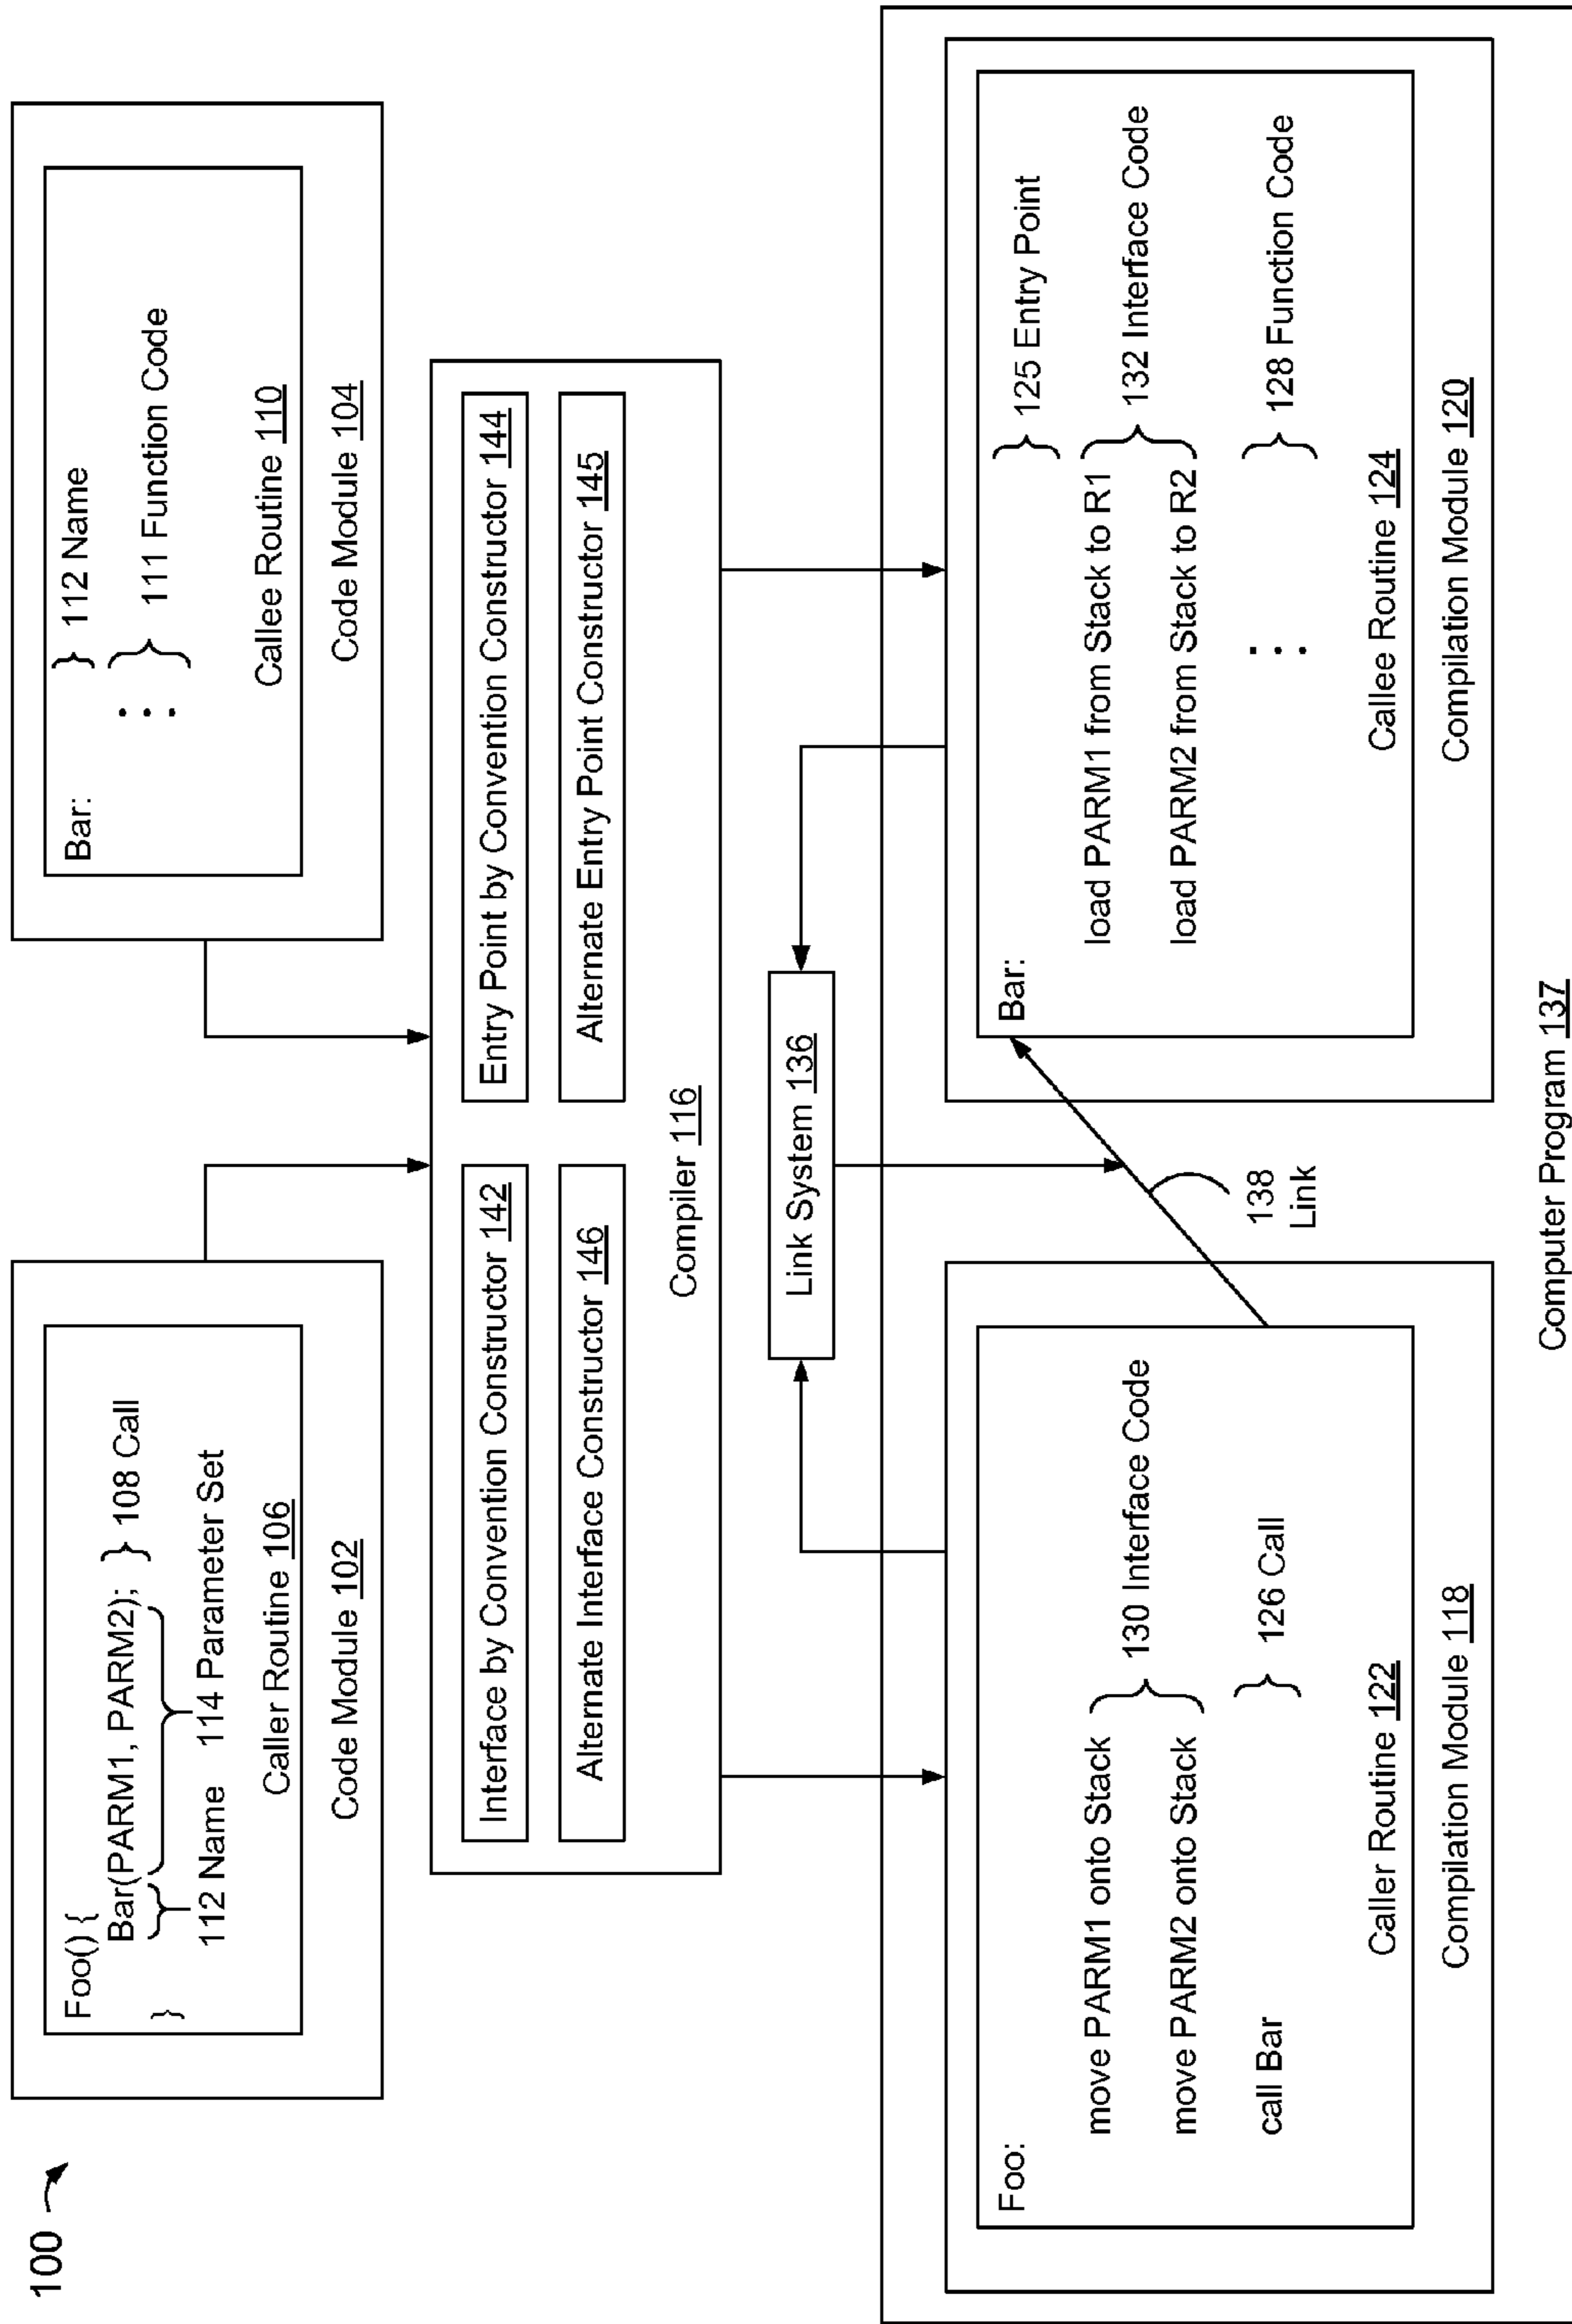 100
Foo() {
Bar(PARM1, PARM2); } 108 Call
112 Name 114 Parameter Set
}
Caller Routine 106
Code Module 102
Bar: } 112 Name
⋮ } 111 Function Code
Callee Routine 110
Code Module 104
Interface by Convention Constructor 142
Alternate Interface Constructor 146
Entry Point by Convention Constructor 144
Alternate Entry Point Constructor 145
Compiler 116
Link System 136
Foo:
move PARM1 onto Stack
move PARM2 onto Stack
} 130 Interface Code
call Bar } 126 Call
Caller Routine 122
Compilation Module 118
138
Link
Bar: } 125 Entry Point
load PARM1 from Stack to R1
load PARM2 from Stack to R2
} 132 Interface Code
⋮ } 128 Function Code
Callee Routine 124
Compilation Module 120
Computer Program 137